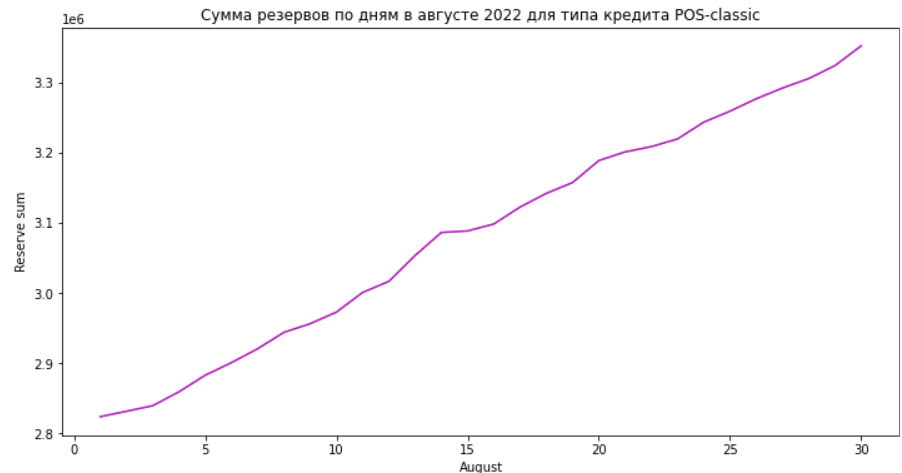 Сумма резервов по дням в августе 2022 для типа кредита POS-classic
1e6
3.3
3.2
3.1
3.0
2.9
2.8
Reserve sum
0 5 10 15 20 25 30
August